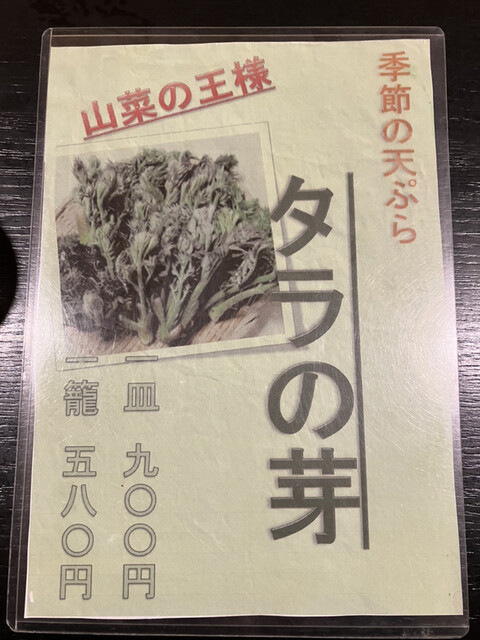 季節の天ぷら
山菜の王様
タラの芽
一皿 九〇〇円
一籠 五八〇円